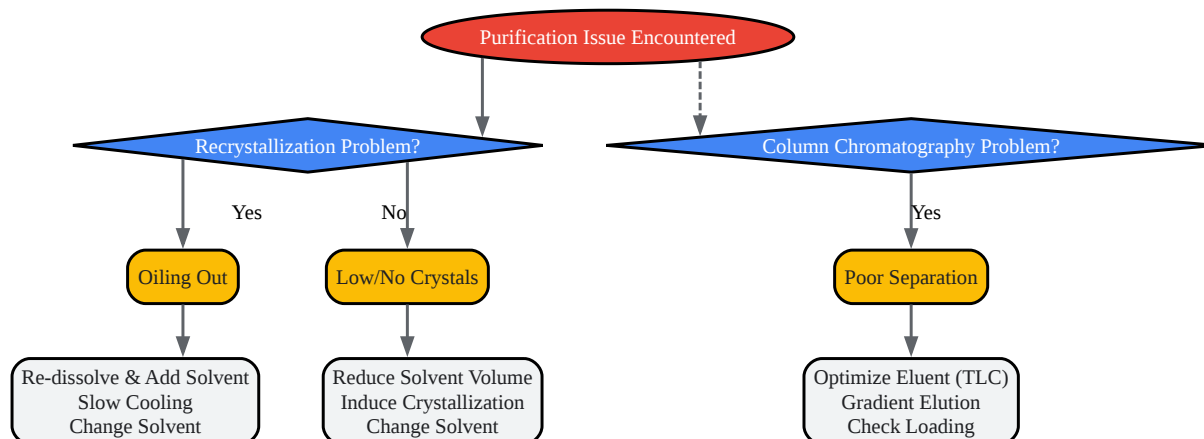 Purification Issue Encountered
Recrystallization Problem?
Column Chromatography Problem?
Yes
No
Yes
Oiling Out
Low/No Crystals
Poor Separation
Re-dissolve & Add Solvent
Slow Cooling
Change Solvent
Reduce Solvent Volume
Induce Crystallization
Change Solvent
Optimize Eluent (TLC)
Gradient Elution
Check Loading